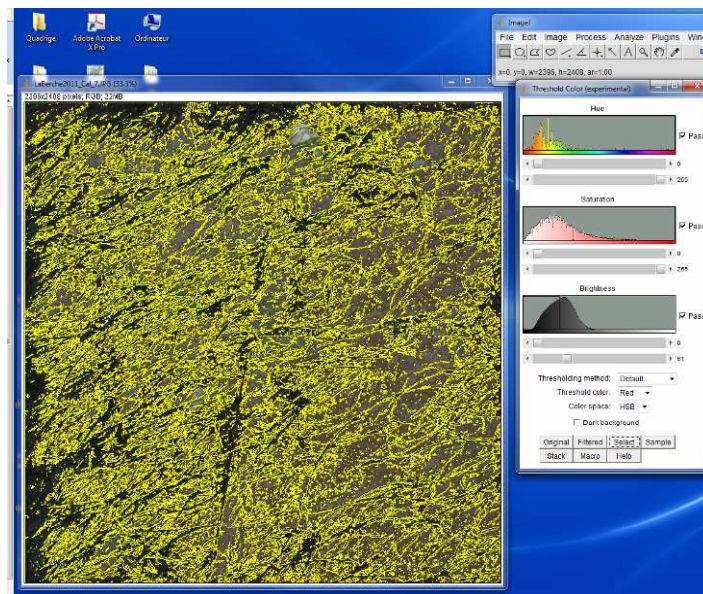 Quadrige
Adobe Acrobat
X Pro
Ordinateur
ImageJ
File Edit Image Process Analyze Plugins Wind
x=0, y=0, w=2396, h=2408, ar=1.00
LaBerche2011_Cal_7.JPG (33.3%)
2396x2408 pixels; RGB; 22MB
Threshold Color (experimental)
Hue
Pass
0
255
Saturation
Pass
0
255
Brightness
Pass
0
61
Thresholding method: Default
Threshold color: Red
Color space: HSB
Dark background
Original Filtered Select Sample
Stack Macro Help